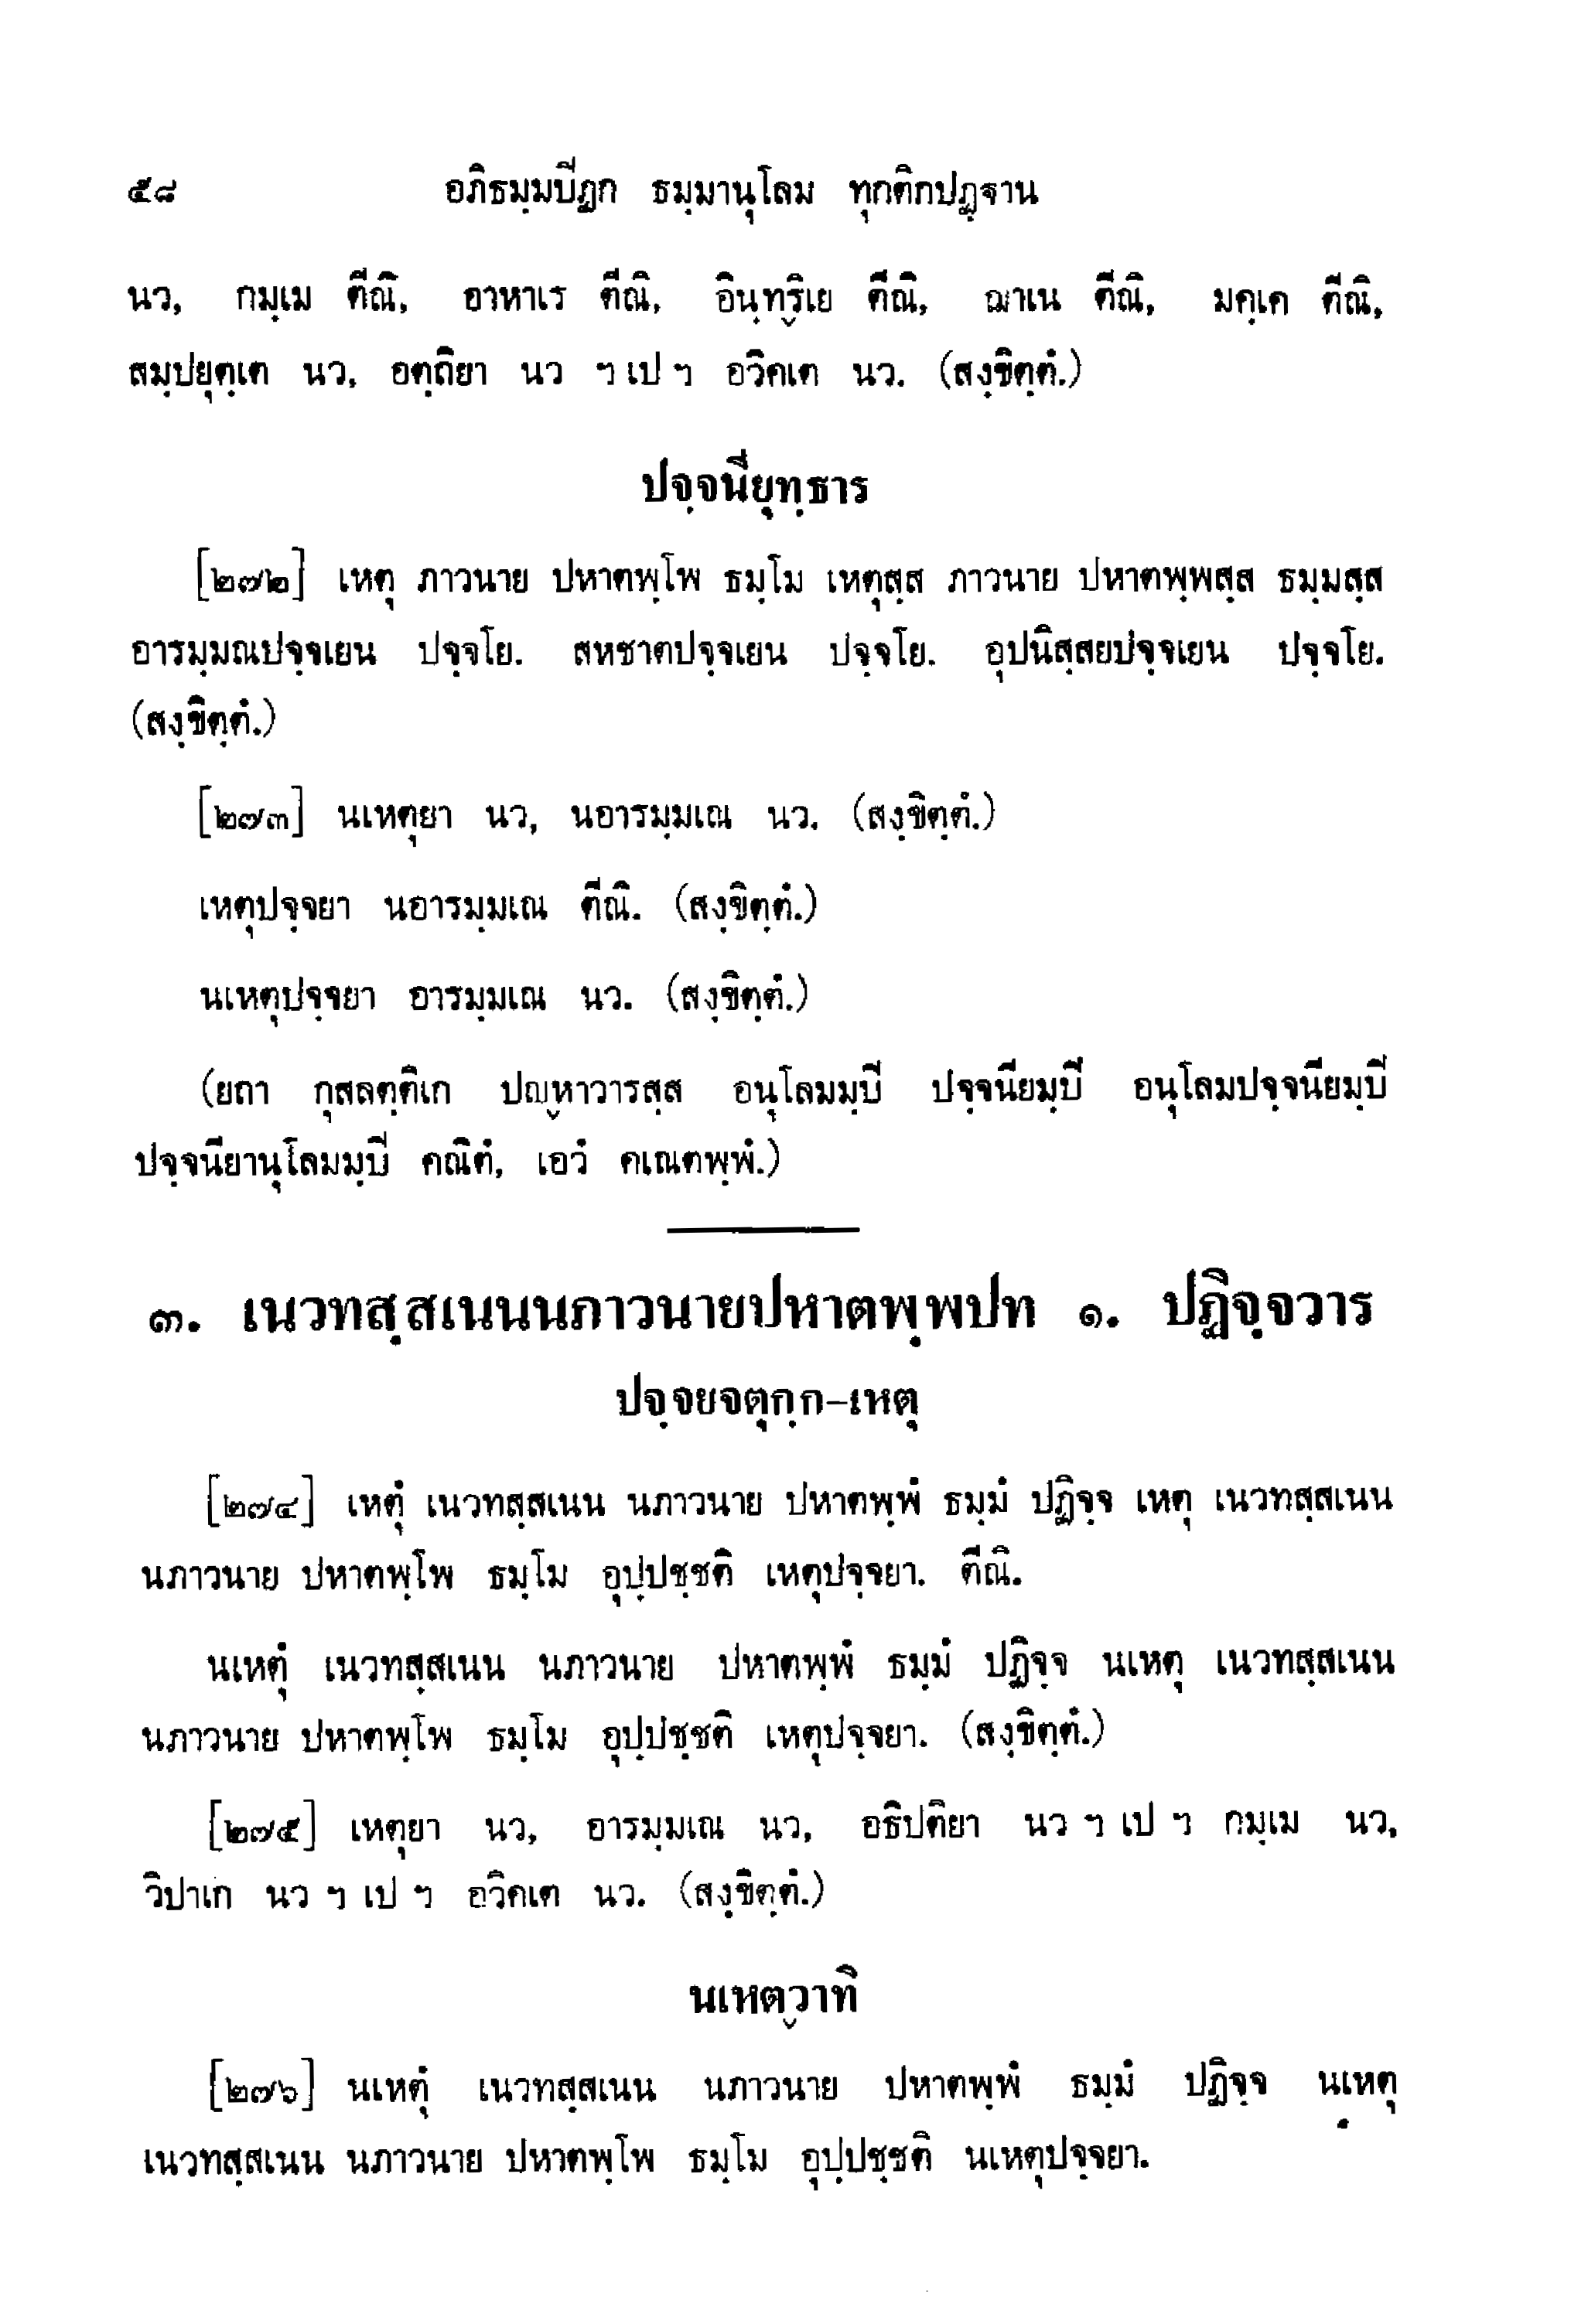 ๕๘ อภิธมฺมปิฏก ธมฺมานุโลม ทุกติกปฏฺฐาน
นว, กมฺเม ตีณิ, อาหาเร ตีณิ, อินฺทฺริเย ตีณิ, ฌาเน ตีณิ, มคฺเค ตีณิ,
สมฺปยุตฺเต นว, อตฺถิยา นว ฯ เป ฯ อวิคเต นว. (สงฺขิตฺตํ.)
ปจฺจนียุทฺธาร
[๒๗๒] เหตุ ภาวนาย ปหาตพฺโพ ธมฺโม เหตุสฺส ภาวนาย ปหาตพฺพสฺส ธมฺมสฺส
อารมฺมณปจฺจเยน ปจฺจโย. สหชาตปจฺจเยน ปจฺจโย. อุปนิสฺสยปจฺจเยน ปจฺจโย.
(สงฺขิตฺตํ.)
[๒๗๓] นเหตุยา นว, นอารมฺมเณ นว. (สงฺขิตฺตํ.)
เหตุปจฺจยา นอารมฺมเณ ตีณิ. (สงฺขิตฺตํ.)
นเหตุปจฺจยา อารมฺมเณ นว. (สงฺขิตฺตํ.)
(ยถา กุสลตฺติเก ปญฺหาวารสฺส อนุโลมมฺปิ ปจฺจนียมฺปิ อนุโลมปจฺจนียมฺปิ
ปจฺจนียานุโลมมฺปิ คณิตํ, เอวํ คเณตพฺพํ.)
๓. เนวทสฺสเนนนภาวนายปหาตพฺพปท ๑. ปฏิจฺจวาร
ปจฺจยจตุกฺก-เหตุ
[๒๗๔] เหตุํ เนวทสฺสเนน นภาวนาย ปหาตพฺพํ ธมฺมํ ปฏิจฺจ เหตุ เนวทสฺสเนน
นภาวนาย ปหาตพฺโพ ธมฺโม อุปฺปชฺชติ เหตุปจฺจยา. ตีณิ.
นเหตุํ เนวทสฺสเนน นภาวนาย ปหาตพฺพํ ธมฺมํ ปฏิจฺจ นเหตุ เนวทสฺสเนน
นภาวนาย ปหาตพฺโพ ธมฺโม อุปฺปชฺชติ เหตุปจฺจยา. (สงฺขิตฺตํ.)
[๒๗๕] เหตุยา นว, อารมฺมเณ นว, อธิปติยา นว ฯ เป ฯ กมฺเม นว,
วิปาเก นว ฯ เป ฯ อวิคเต นว. (สงฺขิตฺตํ.)
นเหตฺวาทิ
[๒๗๖] นเหตุํ เนวทสฺสเนน นภาวนาย ปหาตพฺพํ ธมฺมํ ปฏิจฺจ นเหตุ
เนวทสฺสเนน นภาวนาย ปหาตพฺโพ ธมฺโม อุปฺปชฺชติ นเหตุปจฺจยา.